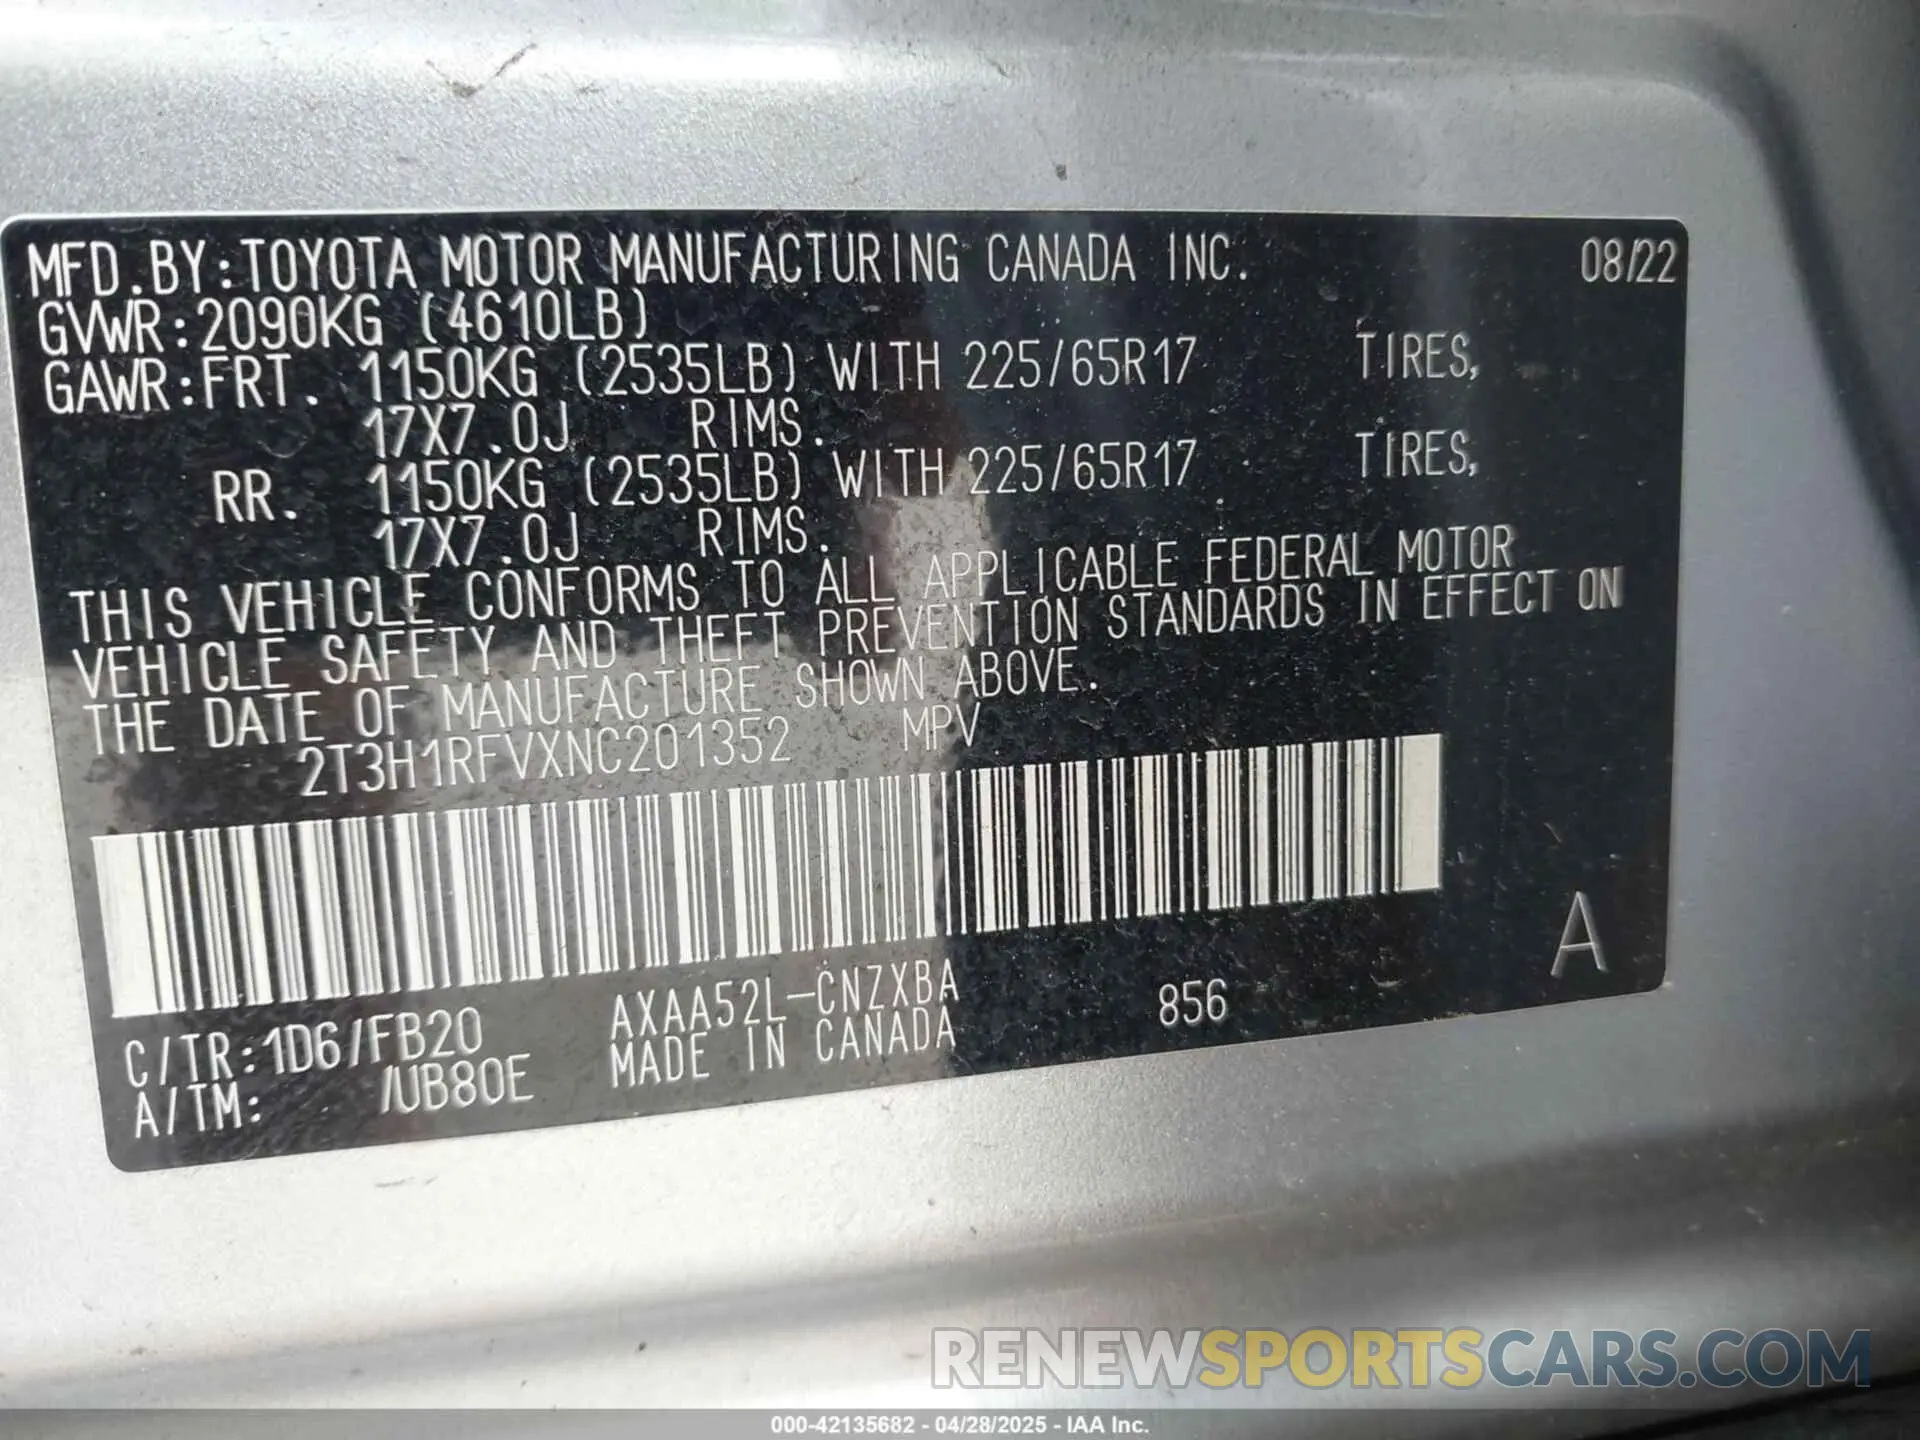 MFD.BY:TOYOTA MOTOR MANUFACTURING CANADA INC. 08/22
GVWR:2090KG (4610LB)
GAWR:FRT. 1150KG (2535LB) WITH 225/65R17 TIRES,
17X7.0J RIMS.
RR. 1150KG (2535LB) WITH 225/65R17 TIRES,
17X7.0J RIMS.
THIS VEHICLE CONFORMS TO ALL APPLICABLE FEDERAL MOTOR
VEHICLE SAFETY AND THEFT PREVENTION STANDARDS IN EFFECT ON
THE DATE OF MANUFACTURE SHOWN ABOVE.
2T3H1RFVXNC201352 MPV
A
C/TR:1D6/FB20 AXAA52L-CNZXBA 856
A/TM: /UB80E MADE IN CANADA
RENEWSPORTSCARS.COM
000-42135682 - 04/28/2025 - IAA Inc.